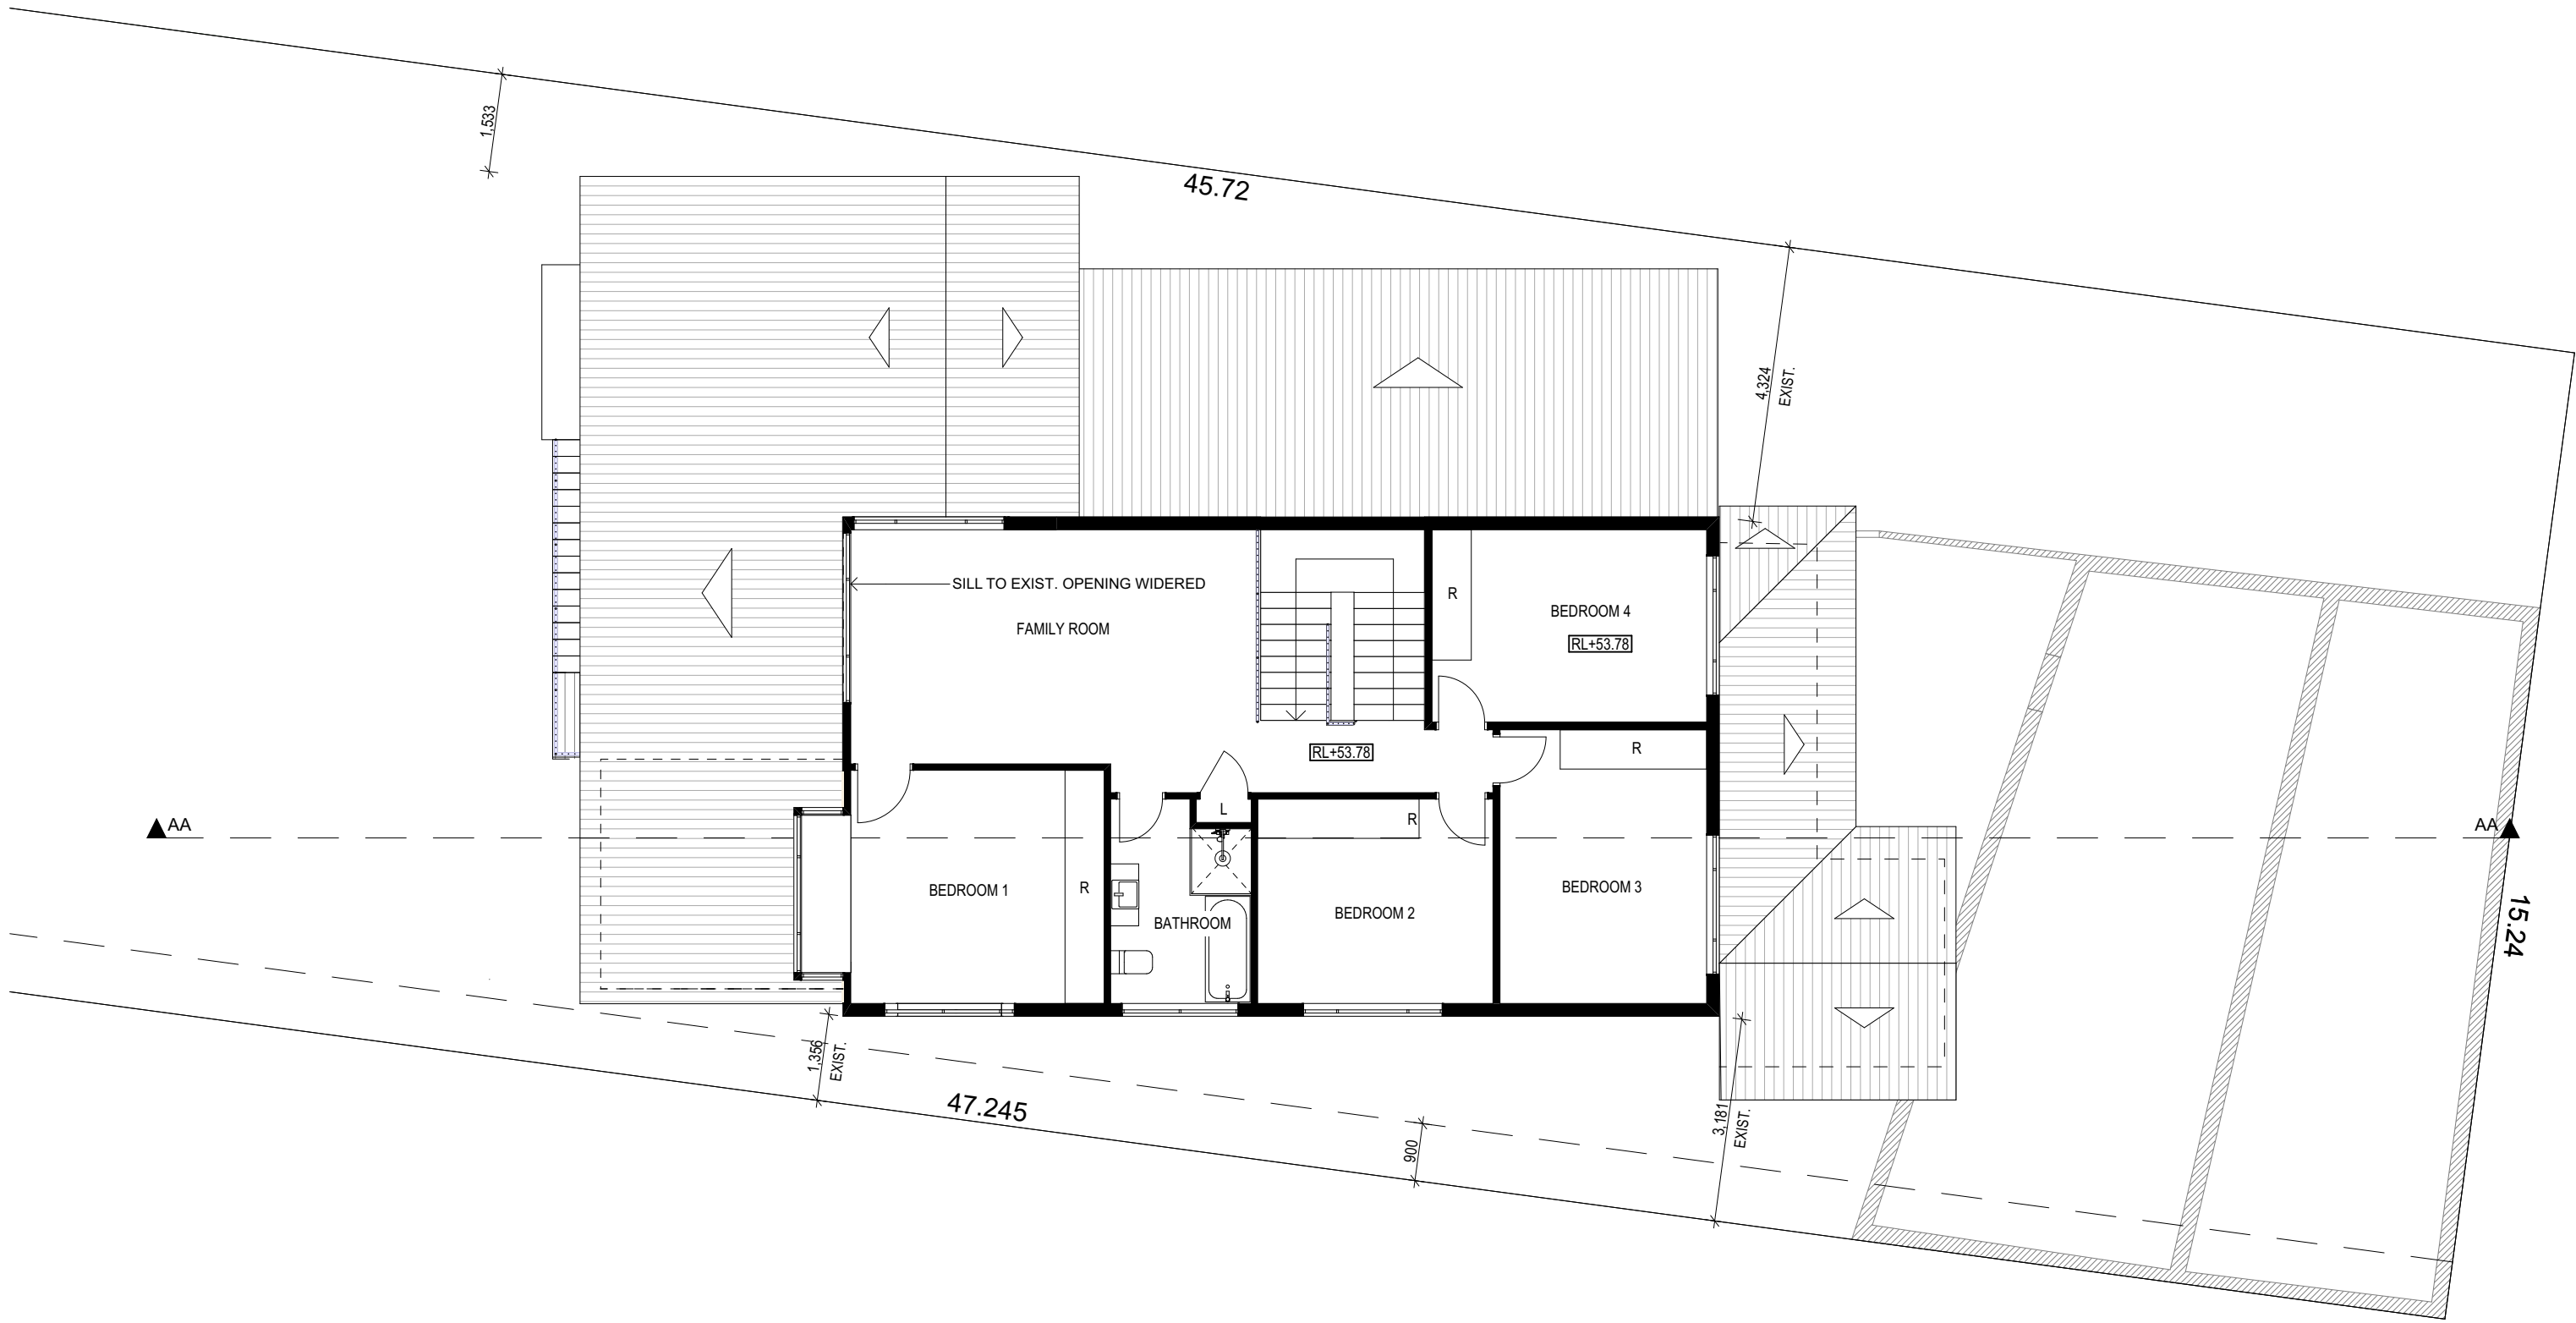 1,533
45.72
4,324
EXIST.
SILL TO EXIST. OPENING WIDERED
FAMILY ROOM
R
BEDROOM 4
RL+53.78
RL+53.78
R
L
R
AA
AA
BEDROOM 1
R
BATHROOM
BEDROOM 2
BEDROOM 3
15.24
1,356
EXIST.
47.245
900
3,181
EXIST.